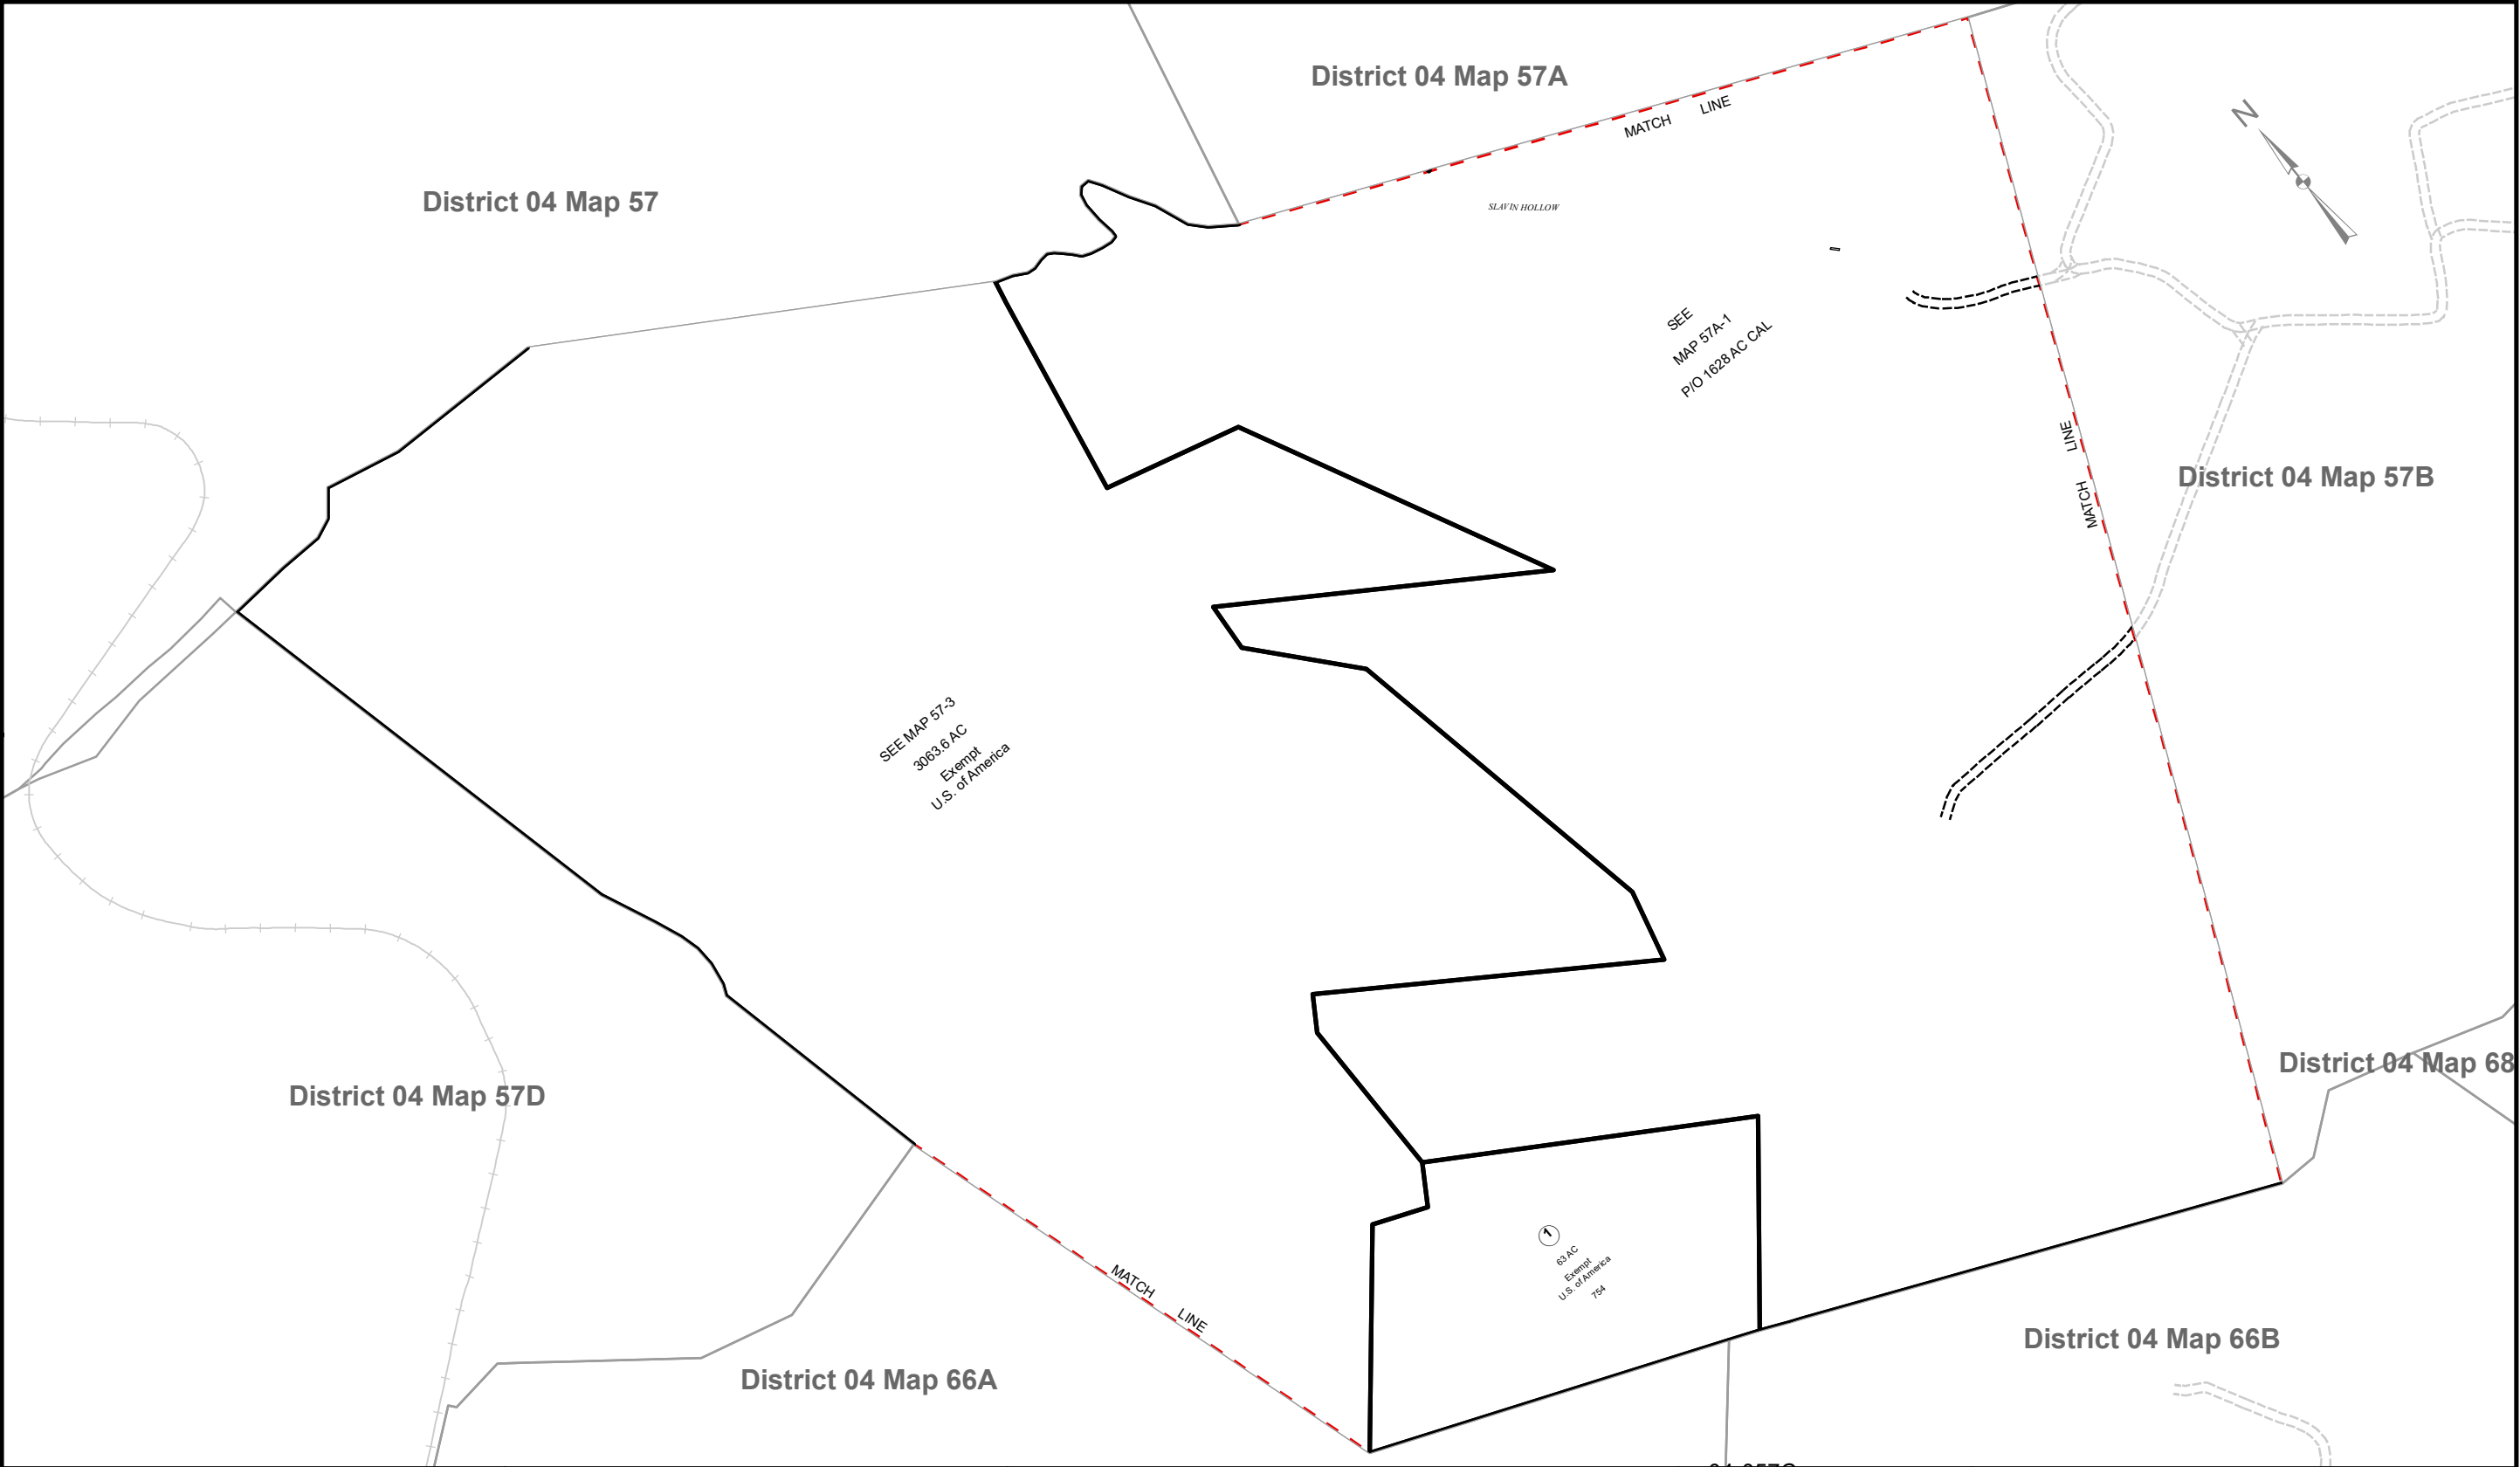 District 04 Map 57A
MATCH LINE
N
District 04 Map 57
SLAVIN HOLLOW
SEE
MAP 57A-1
P/O 1628 AC CAL
MATCH LINE
District 04 Map 57B
SEE MAP 57-3
3063.6 AC
Exempt
U.S. of America
District 04 Map 68
District 04 Map 57D
1
63 AC
Exempt
U.S. of America
754
MATCH LINE
District 04 Map 66B
District 04 Map 66A